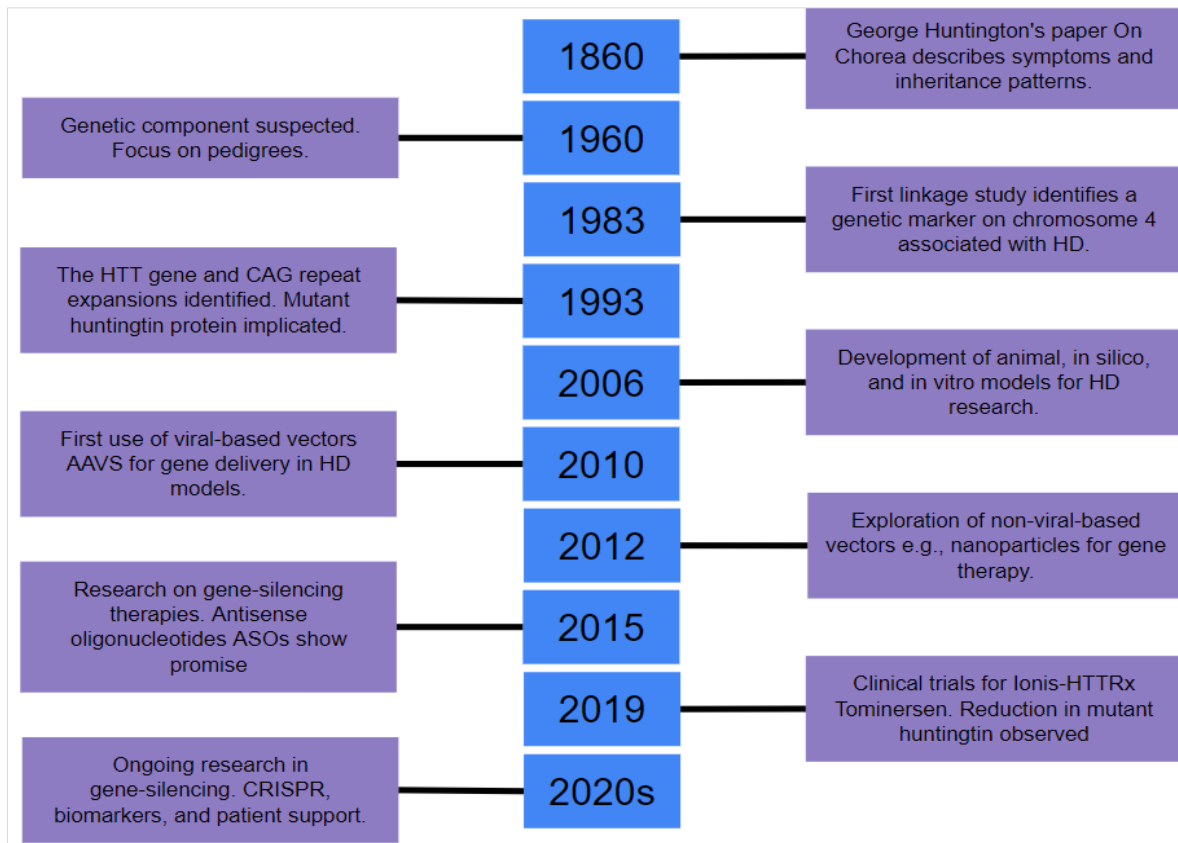 1860
George Huntington's paper On
Chorea describes symptoms and
inheritance patterns.
Genetic component suspected.
Focus on pedigrees.
1960
1983
First linkage study identifies a
genetic marker on chromosome 4
associated with HD.
The HTT gene and CAG repeat
expansions identified. Mutant
huntingtin protein implicated.
1993
2006
Development of animal, in silico,
and in vitro models for HD
research.
First use of viral-based vectors
AAVS for gene delivery in HD
models.
2010
2012
Exploration of non-viral-based
vectors e.g., nanoparticles for gene
therapy.
Research on gene-silencing
therapies. Antisense
oligonucleotides ASOs show
promise
2015
2019
Clinical trials for Ionis-HTTRx
Tominersen. Reduction in mutant
huntingtin observed
Ongoing research in
gene-silencing. CRISPR,
biomarkers, and patient support.
2020s